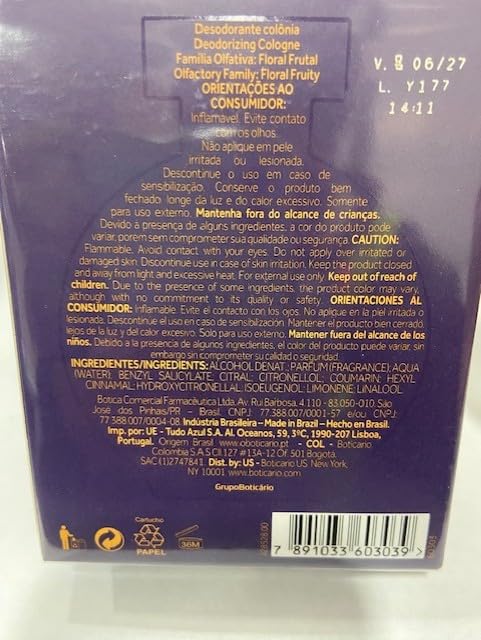 Desodorante colônia
Deodorizing Cologne
Família Olfativa: Floral Frutal
Olfactory Family: Floral Fruity
ORIENTAÇÕES AO
CONSUMIDOR:
Inflamável. Evite contato
com os olhos.
Não aplique em pele
irritada ou lesionada.
Descontinue o uso em caso de
sensibilização. Conserve o produto bem
fechado longe da luz e do calor excessivo. Somente
para uso externo. Mantenha fora do alcance de crianças.
Devido à presença de alguns ingredientes, a cor do produto pode
variar, porém sem comprometer sua qualidade ou segurança. CAUTION:
Flammable. Avoid contact with your eyes. Do not apply over irritated or
damaged skin. Discontinue use in case of skin irritation. Keep the product closed
and away from light and excessive heat. For external use only. Keep out of reach of
children. Due to the presence of some ingredients, the product color may vary,
although with no commitment to its quality or safety. ORIENTACIONES AL
CONSUMIDOR: Inflamable. Evite el contacto con los ojos. No aplique en la piel irritada o
lesionada. Descontinue el uso en caso de sensibilización. Mantener el producto bien cerrado,
lejos de la luz y del calor excesivo. Solo para uso externo. Mantener fuera del alcance de los
niños. Debido a la presencia de algunos ingredientes, el color del producto puede variar, sin
embargo sin comprometer su calidad o seguridad.
INGREDIENTES/INGREDIENTS: ALCOHOL DENAT.; PARFUM (FRAGRANCE); AQUA
(WATER); BENZYL SALICYLATE; CITRAL; CITRONELLOL; COUMARIN; HEXYL
CINNAMAL; HYDROXYCITRONELLAL; ISOEUGENOL; LIMONENE; LINALOOL.
Botica Comercial Farmacêutica Ltda. Av. Rui Barbosa, 4.110 - 83.050-010. São
José dos Pinhais/PR – Brasil. CNPJ: 77.388.007/0001-57 e/ou CNPJ:
77.388.007/0004-08. Indústria Brasileira – Made in Brazil – Hecho en Brasil.
Imp. por: UE - Tudo Azul S.A. Al. Oceanos, 59, 3ºC, 1990-207 Lisboa,
Portugal. Origem Brasil. www.oboticario.pt - COL - Boticario
Colombia S.A.S Cll.127 #13A-12 Of. 501 Bogotá.
SAC (1)2747841. Dist. by: US - Boticario US New York,
NY 10001. www.boticario.com
GrupoBoticário
V. 8 06/27
L. Y177
14:11
Cartucho
PAPEL
36M
7 891033 603039 >